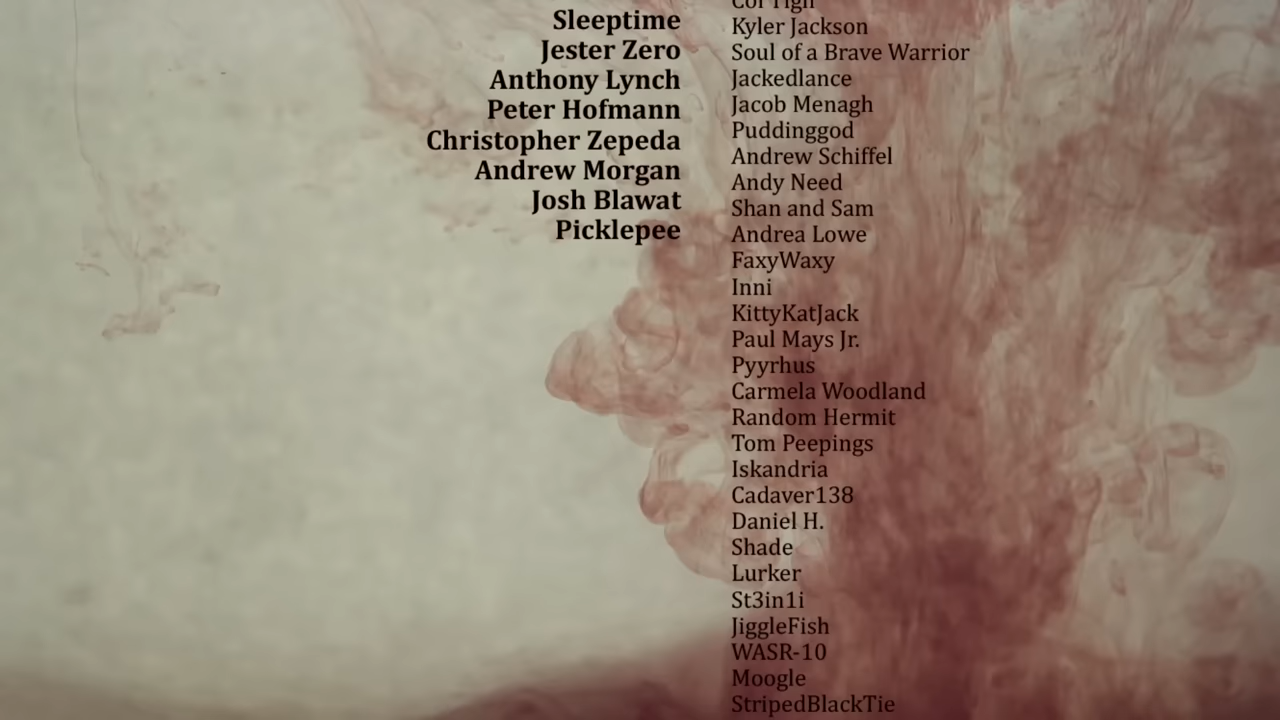 Sleeptime
Jester Zero
Anthony Lynch
Peter Hofmann
Christopher Zepeda
Andrew Morgan
Josh Blawat
Picklepee
Kyler Jackson
Soul of a Brave Warrior
Jackedlance
Jacob Menagh
Puddinggod
Andrew Schiffel
Andy Need
Shan and Sam
Andrea Lowe
FaxyWaxy
Inni
KittyKatJack
Paul Mays Jr.
Pyyrhus
Carmela Woodland
Random Hermit
Tom Peepings
Iskandria
Cadaver138
Daniel H.
Shade
Lurker
St3in1i
JiggleFish
WASR-10
Moogle
StripedBlackTie